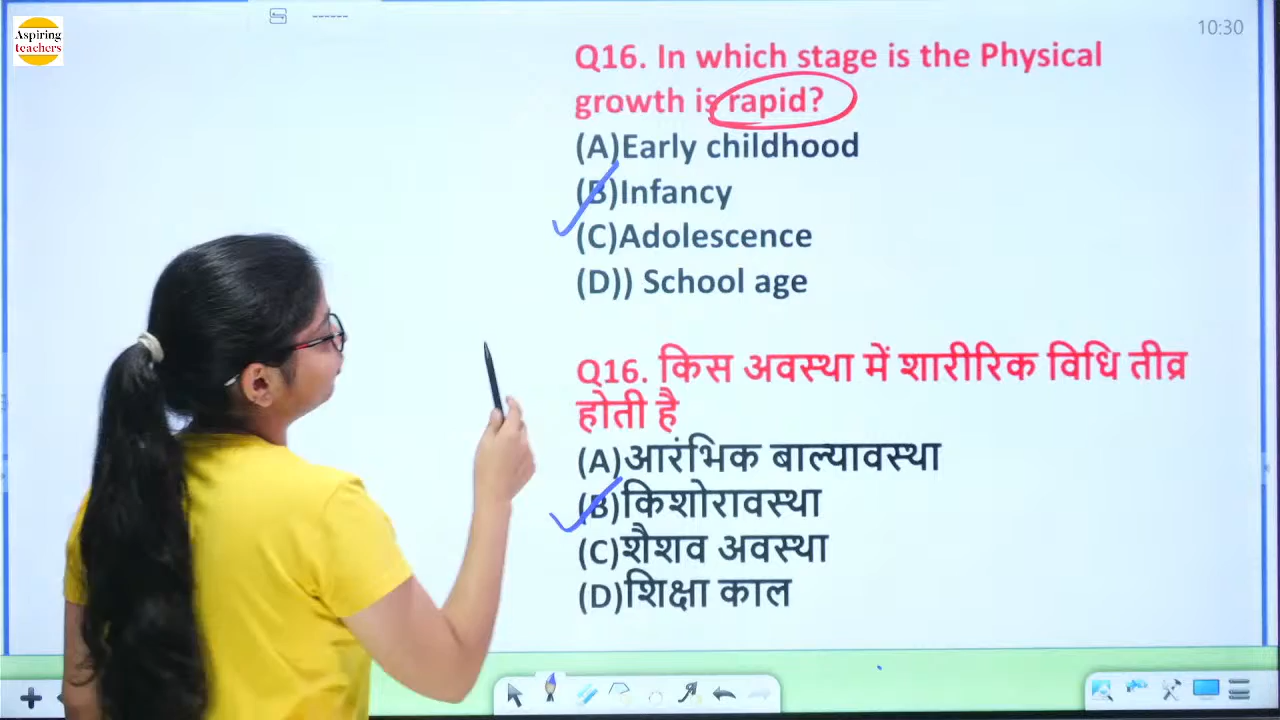 Aspiring
teachers
10:30
Q16. In which stage is the Physical
growth is rapid?
(A)Early childhood
(B)Infancy
(C)Adolescence
(D)) School age
Q16. किस अवस्था में शारीरिक विधि तीव्र
होती है
(A)आरंभिक बाल्यावस्था
(B)किशोरावस्था
(C)शैशव अवस्था
(D)शिक्षा काल